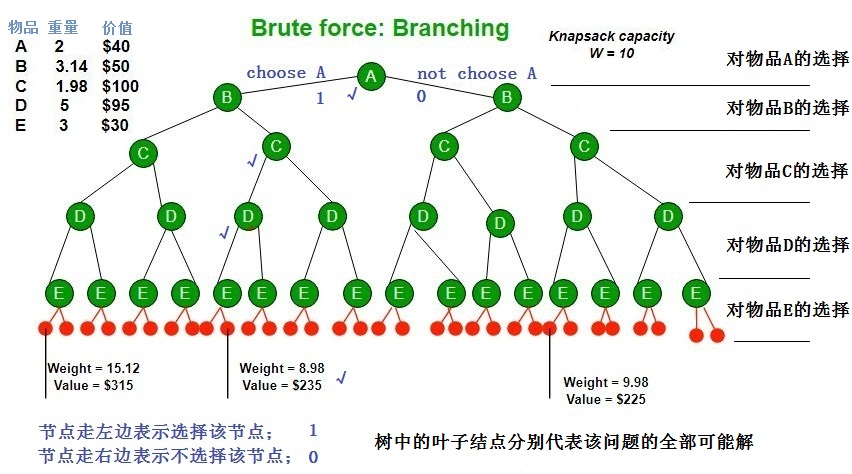 Brute force: Branching
物品 重量 价值
A 2 $40
B 3.14 $50
C 1.98 $100
D 5 $95
E 3 $30
Knapsack capacity
W = 10
choose A
1
√
not choose A
0
A
B B
C √ C C C
D √ D D D D D D D
E E E E E E E E E E E E E E E E
对物品A的选择
对物品B的选择
对物品C的选择
对物品D的选择
对物品E的选择
Weight = 15.12
Value = $315
Weight = 8.98
Value = $235 √
Weight = 9.98
Value = $225
节点走左边表示选择该节点； 1
节点走右边表示不选择该节点；0
树中的叶子结点分别代表该问题的全部可能解